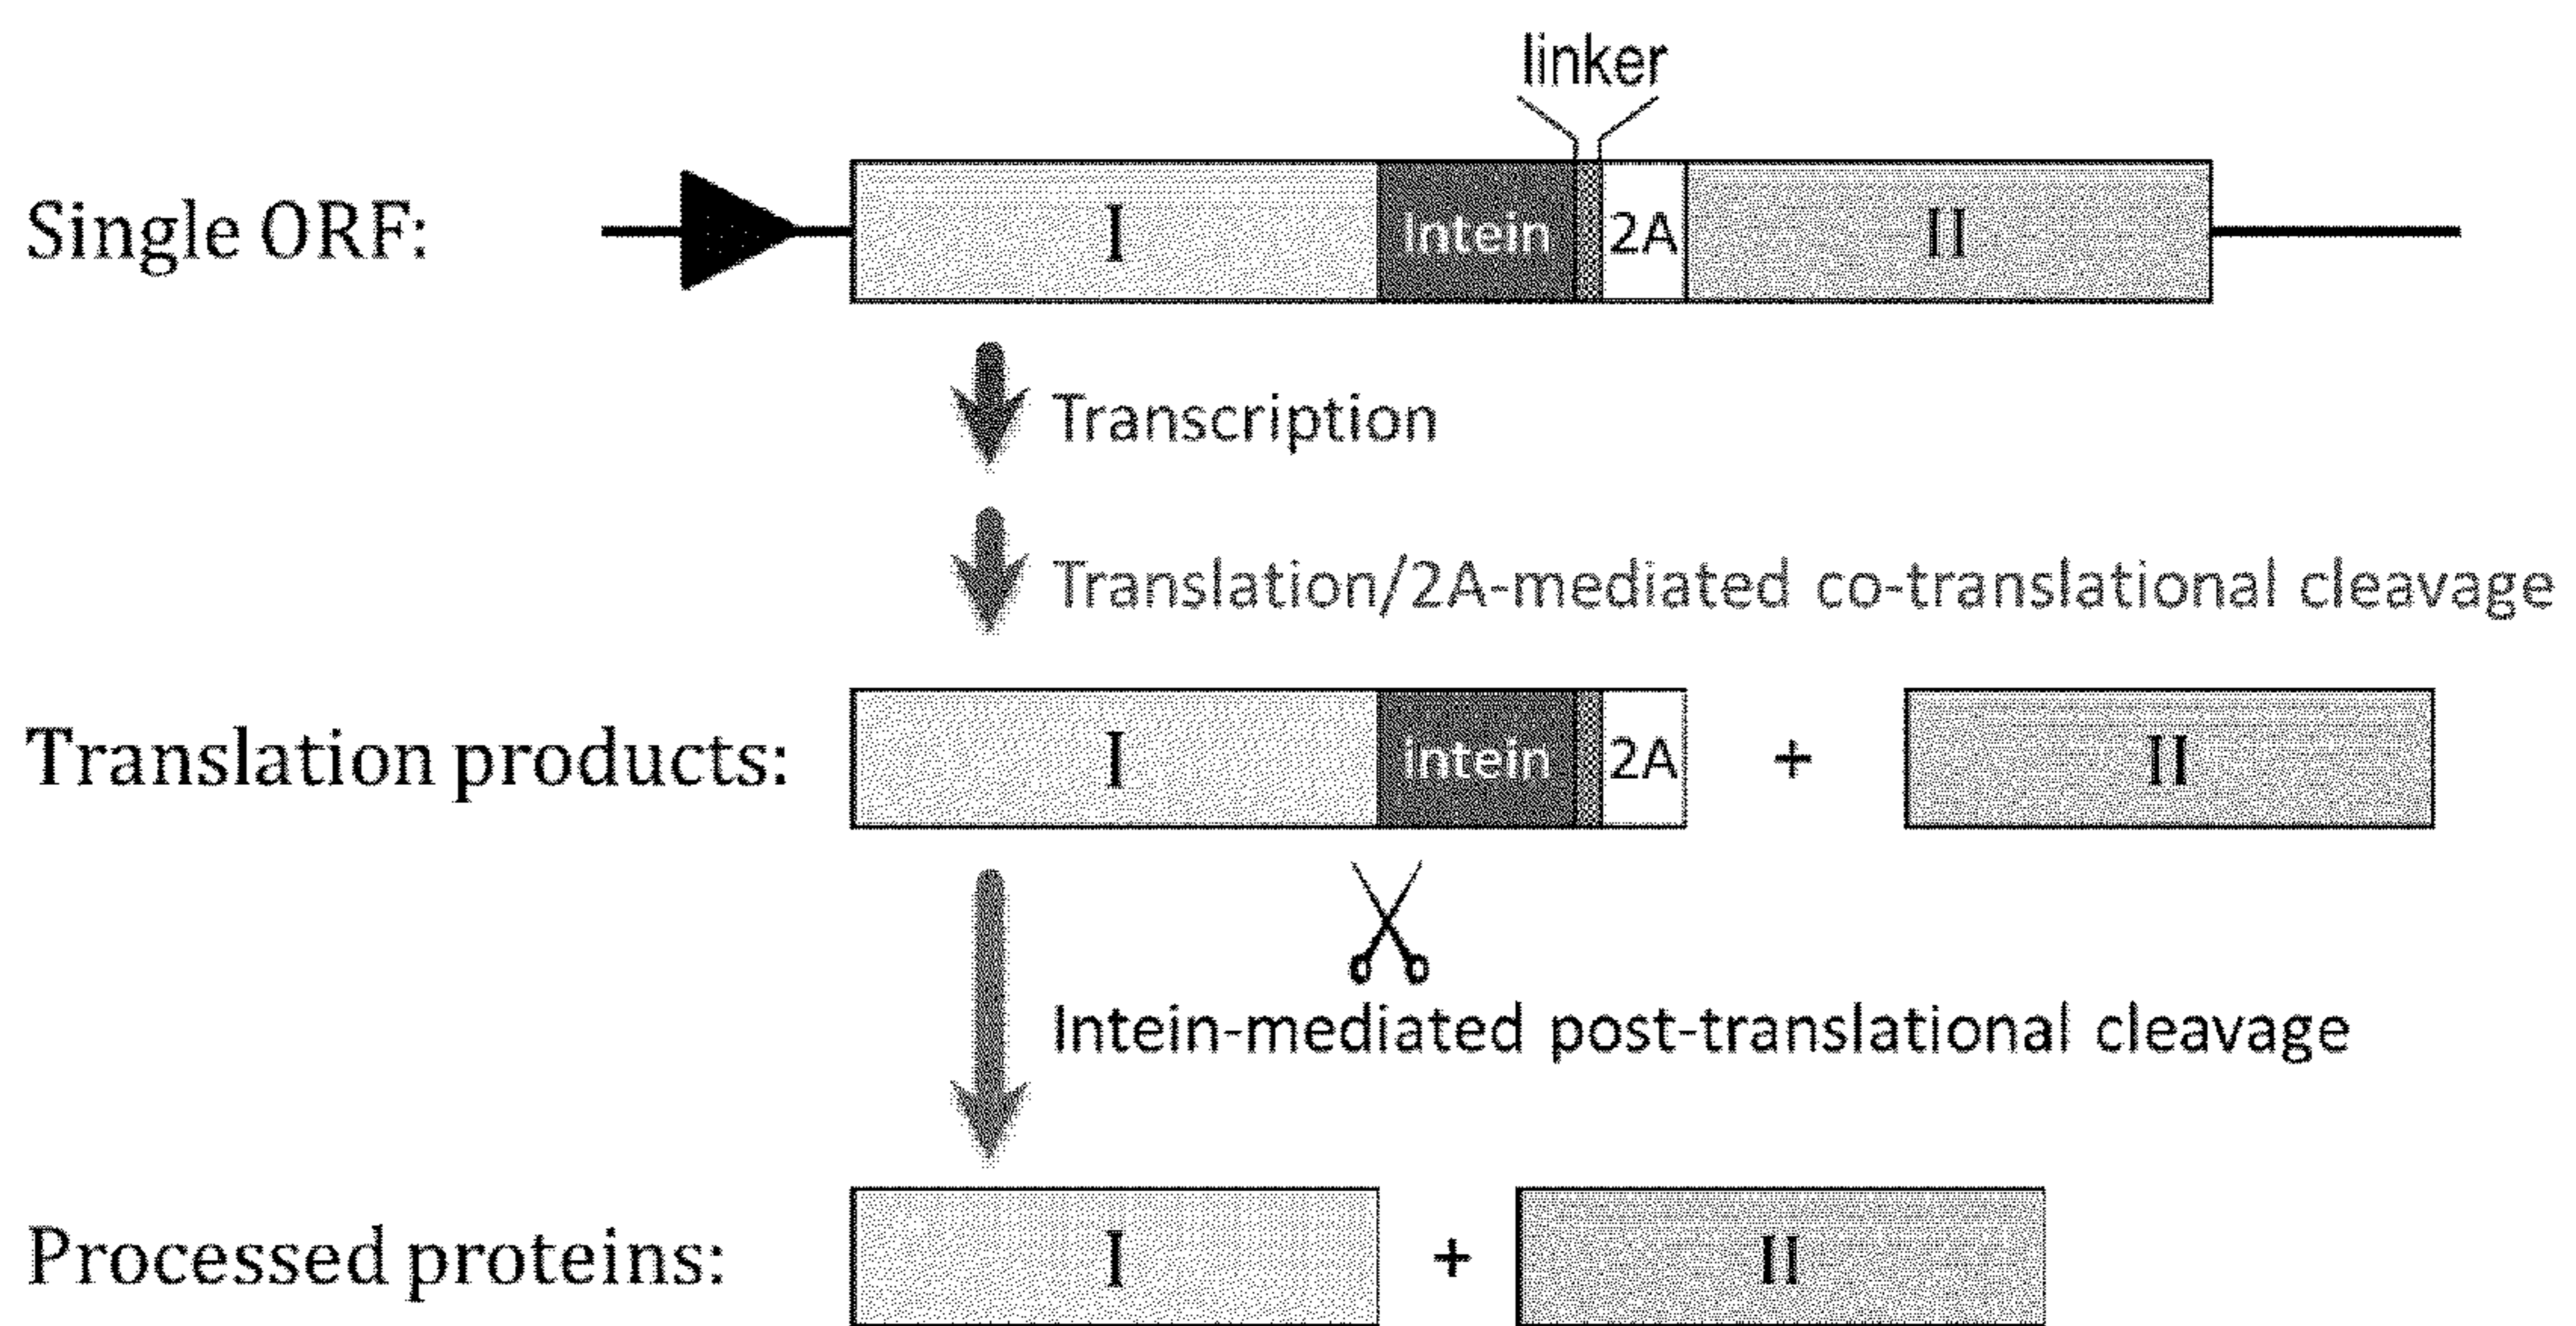 linker
Single ORF: I Intein 2A II
Transcription
Translation/2A-mediated co-translational cleavage
Translation products: I intein 2A + II
Intein-mediated post-translational cleavage
Processed proteins: I + II